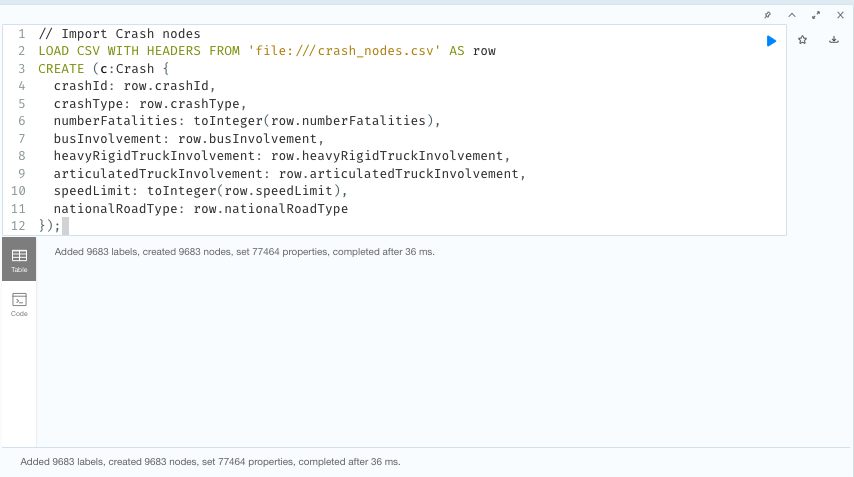 1 // Import Crash nodes
2 LOAD CSV WITH HEADERS FROM 'file:///crash_nodes.csv' AS row
3 CREATE (c:Crash {
4 crashId: row.crashId,
5 crashType: row.crashType,
6 numberFatalities: toInteger(row.numberFatalities),
7 busInvolvement: row.busInvolvement,
8 heavyRigidTruckInvolvement: row.heavyRigidTruckInvolvement,
9 articulatedTruckInvolvement: row.articulatedTruckInvolvement,
10 speedLimit: toInteger(row.speedLimit),
11 nationalRoadType: row.nationalRoadType
12 });
Added 9683 labels, created 9683 nodes, set 77464 properties, completed after 36 ms.
Table
Code
Added 9683 labels, created 9683 nodes, set 77464 properties, completed after 36 ms.